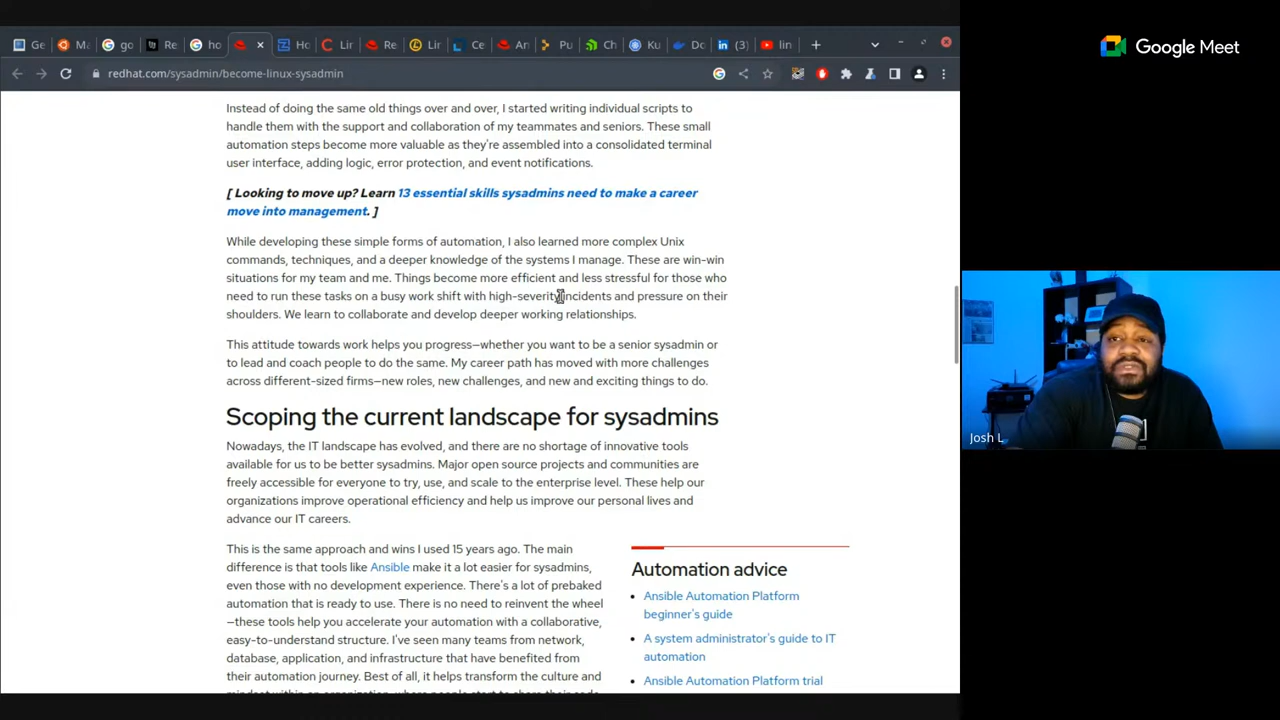 Ge
Ma
go
Re
ho
Ho
Lir
Re
Lir
Ce
An
Pu
Ch
Ku
Do
(3)
lin
redhat.com/sysadmin/become-linux-sysadmin
Google Meet
Instead of doing the same old things over and over, I started writing individual scripts to
handle them with the support and collaboration of my teammates and seniors. These small
automation steps become more valuable as they're assembled into a consolidated terminal
user interface, adding logic, error protection, and event notifications.
[ Looking to move up? Learn 13 essential skills sysadmins need to make a career
move into management. ]
While developing these simple forms of automation, I also learned more complex Unix
commands, techniques, and a deeper knowledge of the systems I manage. These are win-win
situations for my team and me. Things become more efficient and less stressful for those who
need to run these tasks on a busy work shift with high-severity incidents and pressure on their
shoulders. We learn to collaborate and develop deeper working relationships.
This attitude towards work helps you progress—whether you want to be a senior sysadmin or
to lead and coach people to do the same. My career path has moved with more challenges
across different-sized firms—new roles, new challenges, and new and exciting things to do.
Scoping the current landscape for sysadmins
Nowadays, the IT landscape has evolved, and there are no shortage of innovative tools
available for us to be better sysadmins. Major open source projects and communities are
freely accessible for everyone to try, use, and scale to the enterprise level. These help our
organizations improve operational efficiency and help us improve our personal lives and
advance our IT careers.
This is the same approach and wins I used 15 years ago. The main
difference is that tools like Ansible make it a lot easier for sysadmins,
even those with no development experience. There's a lot of prebaked
automation that is ready to use. There is no need to reinvent the wheel
—these tools help you accelerate your automation with a collaborative,
easy-to-understand structure. I've seen many teams from network,
database, application, and infrastructure that have benefited from
their automation journey. Best of all, it helps transform the culture and
Automation advice
Ansible Automation Platform
beginner's guide
A system administrator's guide to IT
automation
Ansible Automation Platform trial
Josh L